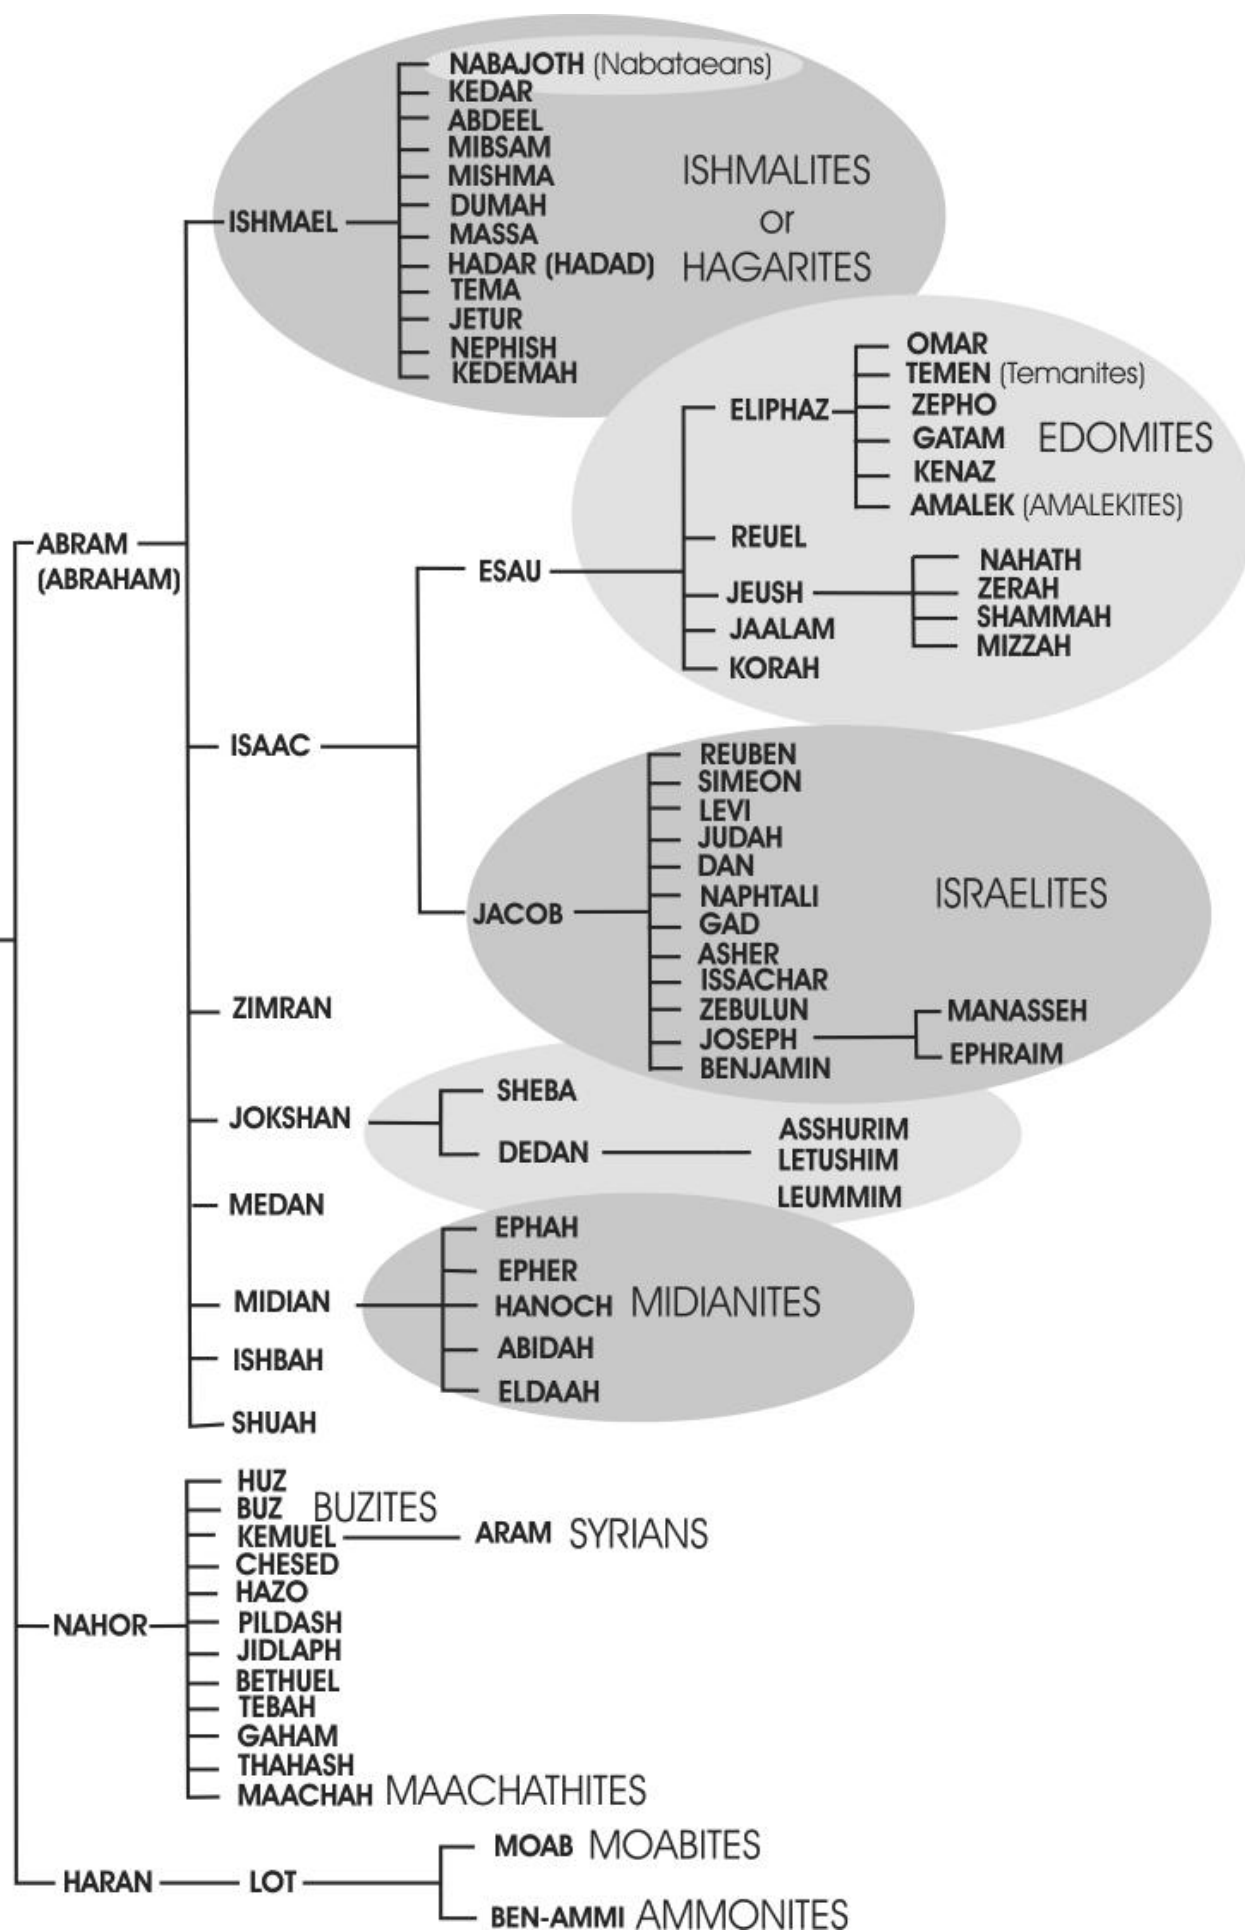 NABAJOTH (Nabataeans)
KEDAR
ABDEEL
MIBSAM
MISHMA
DUMAH
MASSA
HADAR (HADAD)
TEMA
JETUR
NEPHISH
KEDEMAH
ISHMAEL
ISHMALITES
or
HAGARITES
OMAR
TEMEN (Temanites)
ZEPHO
GATAM
KENAZ
AMALEK (AMALEKITES)
ELIPHAZ
EDOMITES
REUEL
JEUSH
JAALAM
KORAH
NAHATH
ZERAH
SHAMMAH
MIZZAH
ABRAM
(ABRAHAM)
ESAU
ISAAC
REUBEN
SIMEON
LEVI
JUDAH
DAN
NAPHTALI
GAD
ASHER
ISSACHAR
ZEBULUN
JOSEPH
BENJAMIN
JACOB
ISRAELITES
MANASSEH
EPHRAIM
ZIMRAN
JOKSHAN
SHEBA
DEDAN
ASSHURIM
LETUSHIM
LEUMMIM
MEDAN
MIDIAN
EPHAH
EPHER
HANOCH MIDIANITES
ABIDAH
ELDAAH
ISHBAH
SHUAH
HUZ
BUZ BUZITES
KEMUEL ARAM SYRIANS
CHESED
HAZO
PILDASH
NAHOR
JIDLAPH
BETHUEL
TEBAH
GAHAM
THAHASH
MAACHAH MAACHATHITES
MOAB MOABITES
HARAN LOT
BEN-AMMI AMMONITES